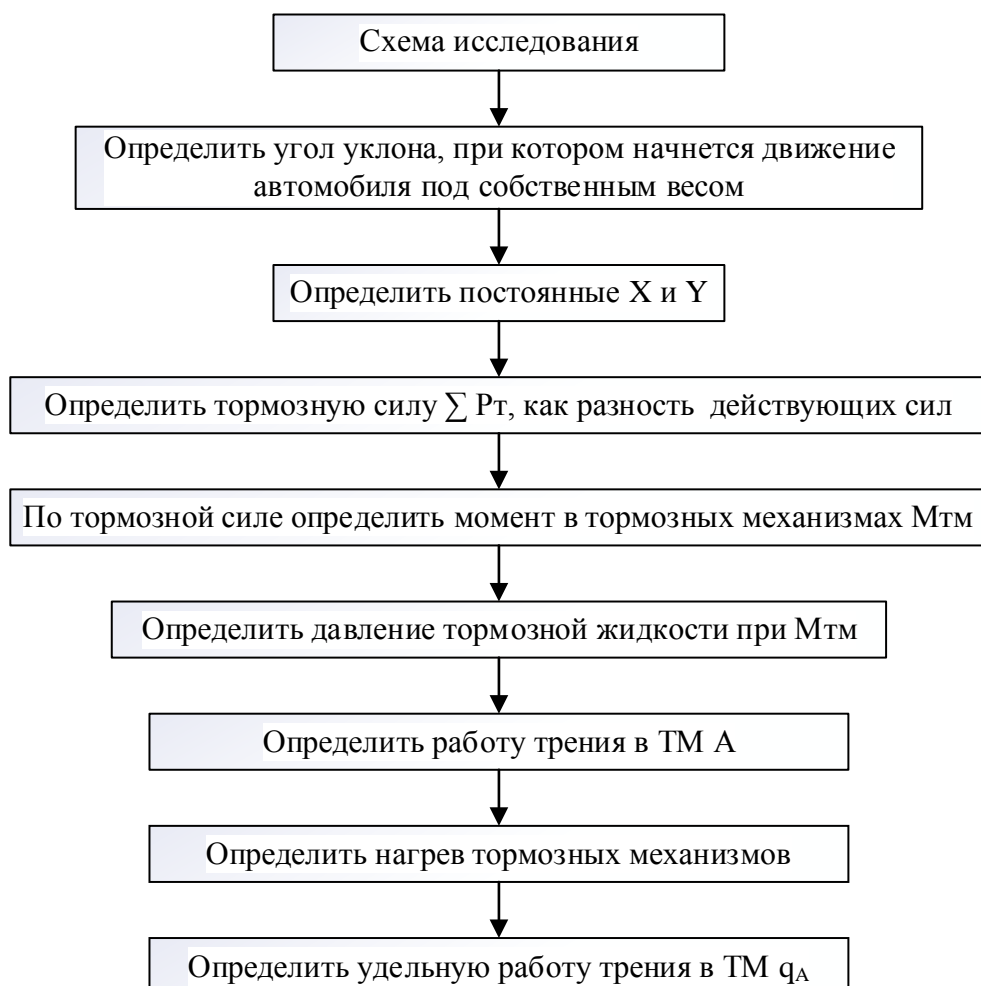 Схема исследования
Определить угол уклона, при котором начнется движение
автомобиля под собственным весом
Определить постоянные X и Y
Определить тормозную силу ∑ Рт, как разность действующих сил
По тормозной силе определить момент в тормозных механизмах Мтм
Определить давление тормозной жидкости при Мтм
Определить работу трения в ТМ А
Определить нагрев тормозных механизмов
Определить удельную работу трения в ТМ qА